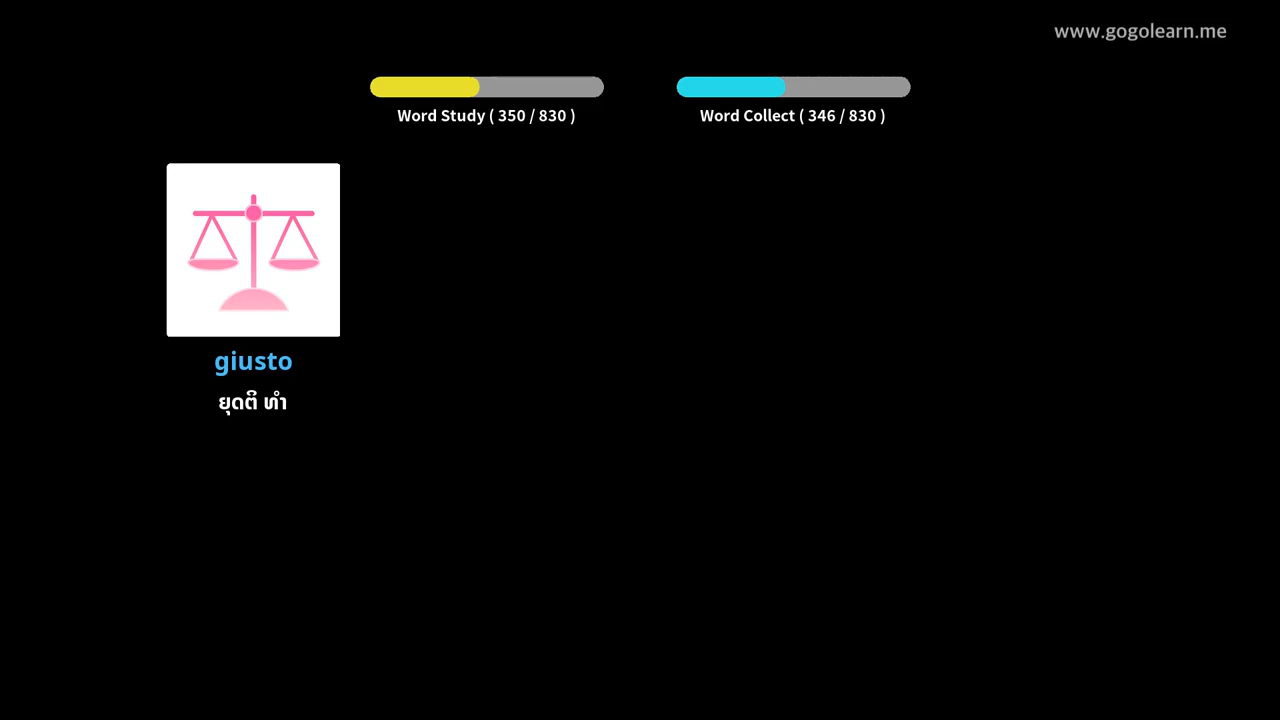 www.gogolearn.me
Word Study ( 350 / 830 )
Word Collect ( 346 / 830 )
giusto
ຍຸດຕິ ທຳ